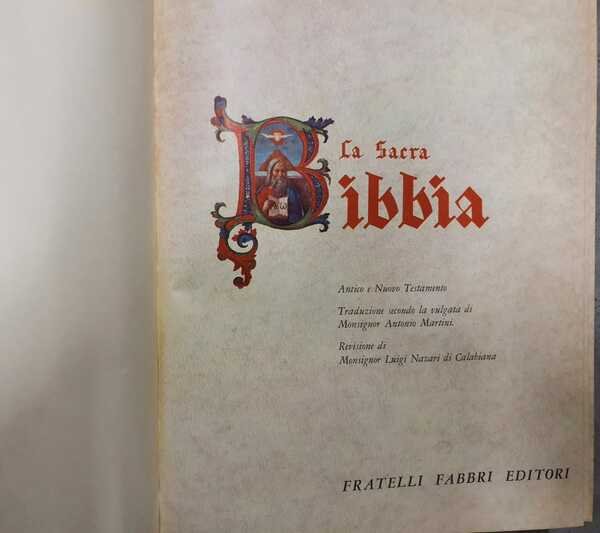 La Sacra
Bibbia
Antico e Nuovo Testamento
Traduzione secondo la vulgata di
Monsignor Antonio Martini.
Revisione di
Monsignor Luigi Nazari di Calabiana
FRATELLI FABBRI EDITORI